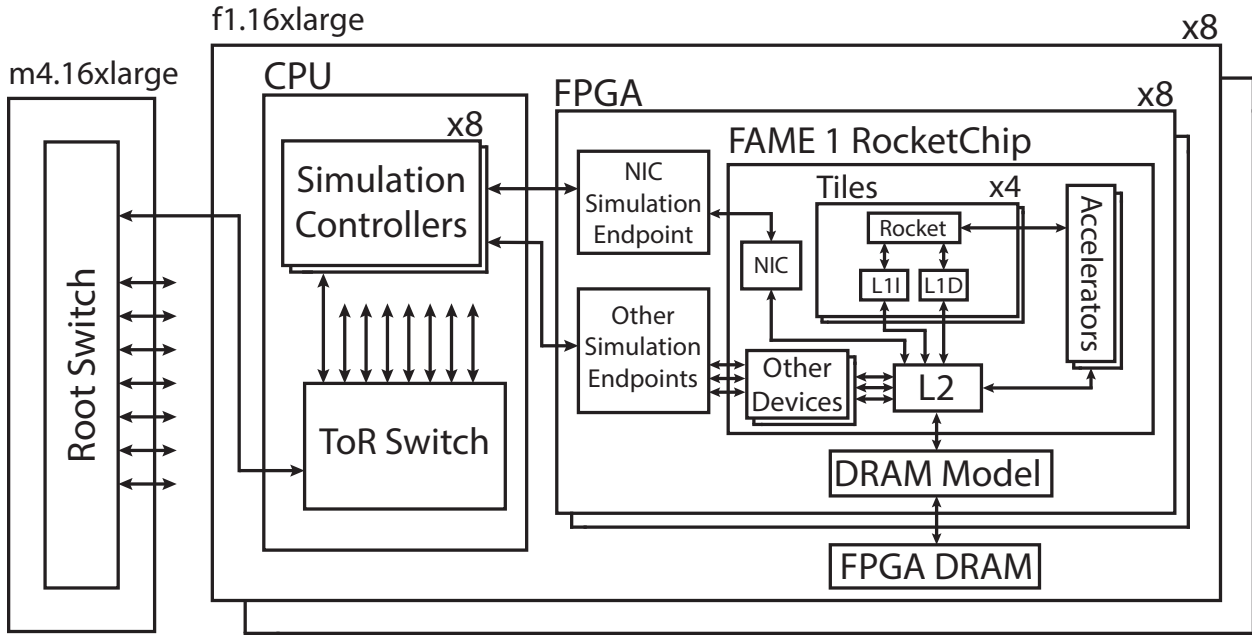 f1.16xlarge
x8
m4.16xlarge
Root Switch
CPU
x8
Simulation
Controllers
ToR Switch
FPGA
x8
NIC
Simulation
Endpoint
Other
Simulation
Endpoints
FAME 1 RocketChip
Tiles
x4
Rocket
L1I
L1D
Accelerators
NIC
Other
Devices
L2
DRAM Model
FPGA DRAM